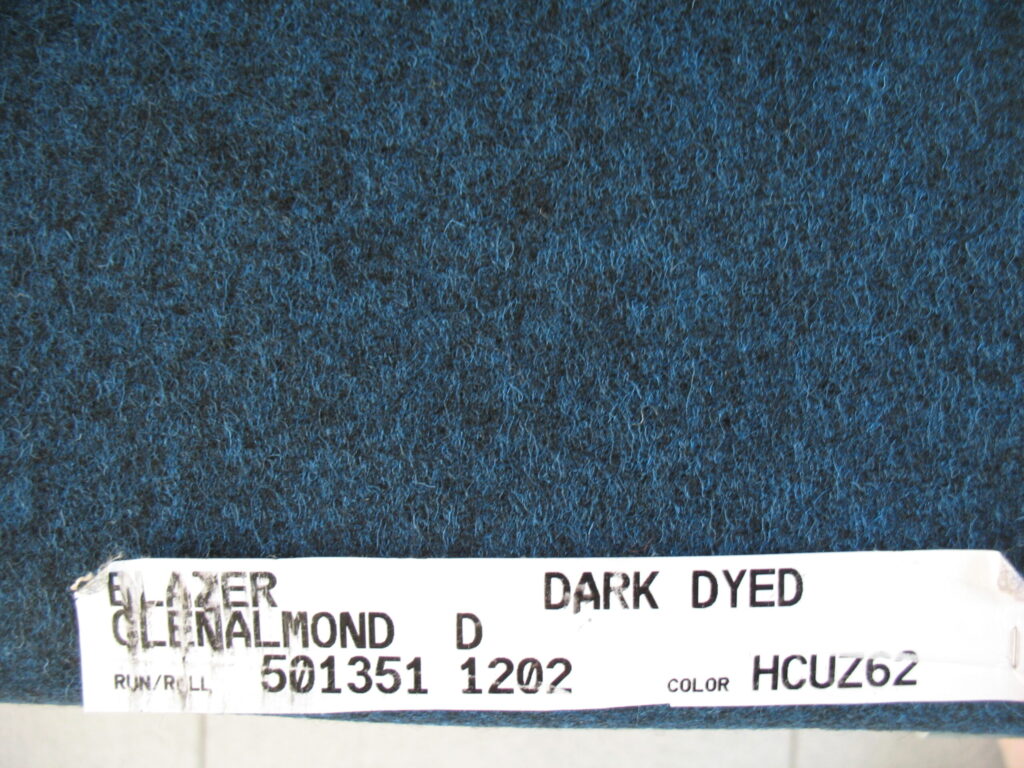 BLAZER DARK DYED
GLENALMOND D
RUN/ROLL 501351 1202 COLOR HCUZ62